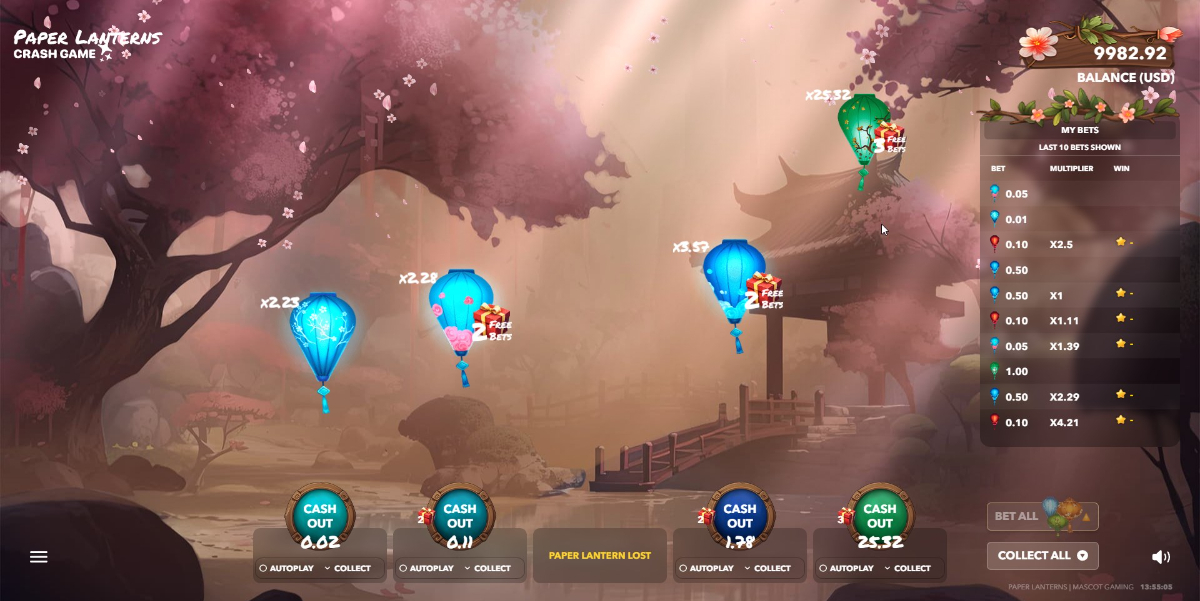 PAPER LANTERNS
CRASH GAME
9982.92
BALANCE (USD)
MY BETS
LAST 10 BETS SHOWN
BET MULTIPLIER WIN
0.05
0.01
0.10 X2.5 -
0.50
0.50 X1 -
0.10 X1.11 -
0.05 X1.39 -
1.00
0.50 X2.29 -
0.10 X4.21 -
x25.32
3 FREE BETS
x3.57
2 FREE BETS
x2.28
2 FREE BETS
x2.23
CASH OUT
0.02
AUTOPLAY COLLECT
2
CASH OUT
0.11
AUTOPLAY COLLECT
PAPER LANTERN LOST
2
CASH OUT
1.78
AUTOPLAY COLLECT
3
CASH OUT
25.32
AUTOPLAY COLLECT
BET ALL
COLLECT ALL
PAPER LANTERNS | MASCOT GAMING 13:55:05